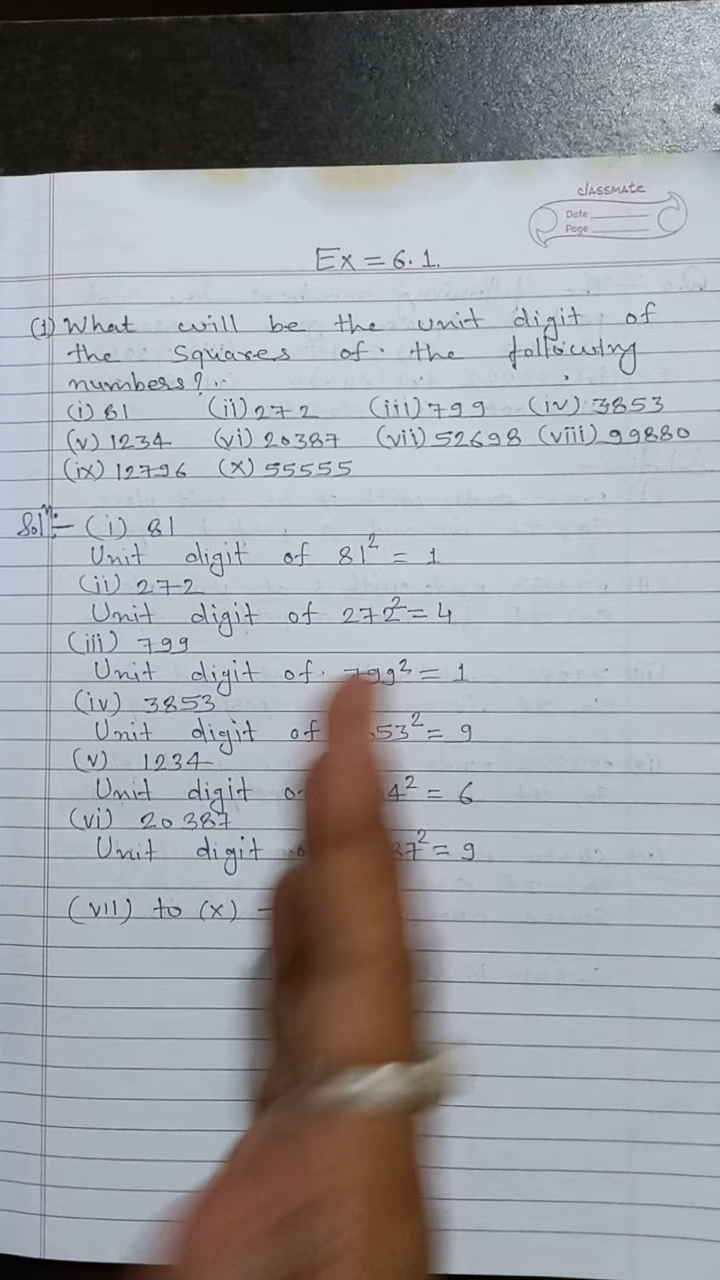 classmate
Date
Page
Ex = 6.1.
(1) What will be the unit digit of
the squares of the following
numbers?
(i) 81 (ii) 272 (iii) 799 (iv) 3853
(v) 1234 (vi) 20387 (vii) 52698 (viii) 99880
(ix) 12796 (x) 55555
Solⁿ:- (i) 81
Unit digit of 81² = 1
(ii) 272
Unit digit of 272² = 4
(iii) 799
Unit digit of 799² = 1
(iv) 3853
Unit digit of 53² = 9
(v) 1234
Unit digit 4² = 6
(vi) 20387
Unit digit 87² = 9
(vii) to (x) -